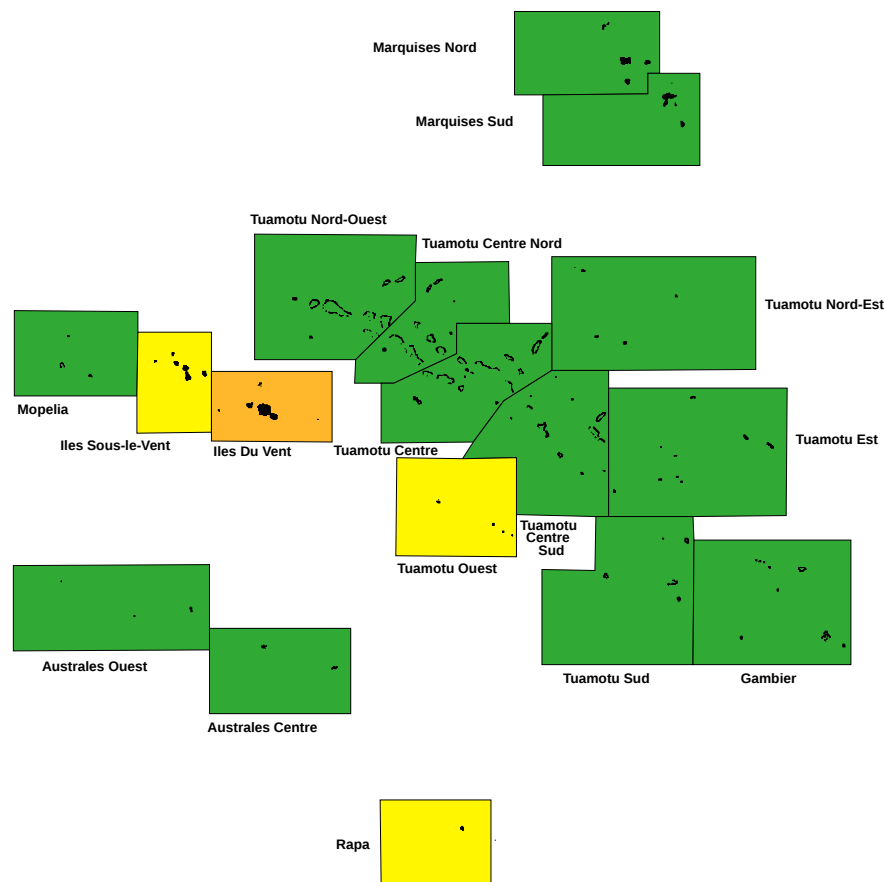 Marquises Nord
Marquises Sud
Tuamotu Nord-Ouest
Tuamotu Centre Nord
Tuamotu Nord-Est
Mopelia
Iles Sous-le-Vent
Iles Du Vent
Tuamotu Centre
Tuamotu Est
Tuamotu
Centre
Sud
Tuamotu Ouest
Australes Ouest
Tuamotu Sud
Gambier
Australes Centre
Rapa